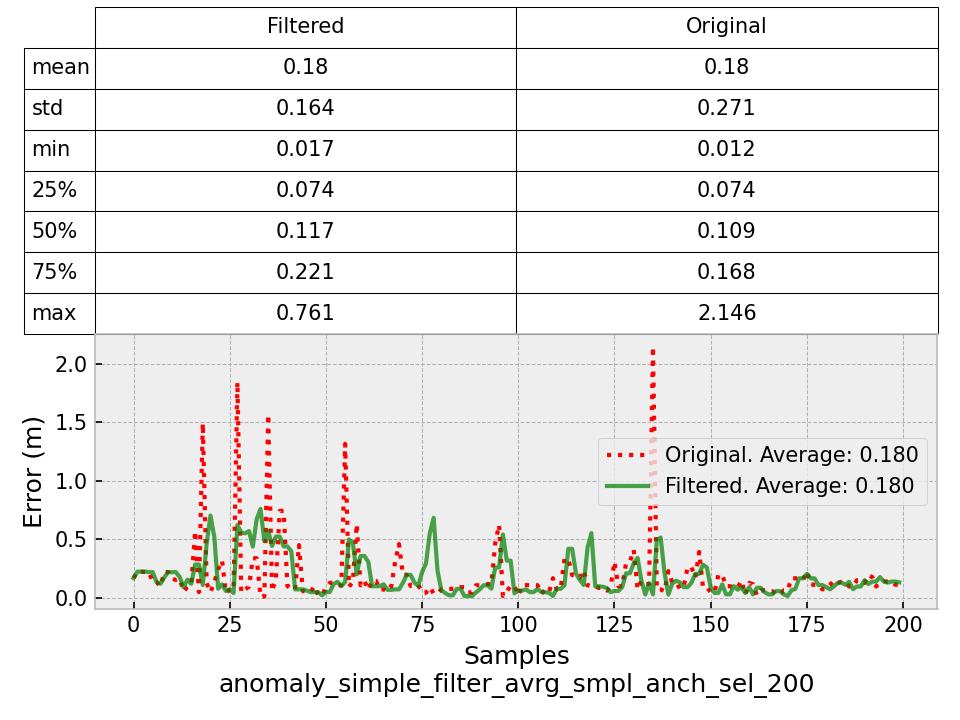 Filtered Original
mean 0.18 0.18
std 0.164 0.271
min 0.017 0.012
25% 0.074 0.074
50% 0.117 0.109
75% 0.221 0.168
max 0.761 2.146
2.0
1.5
1.0
0.5
0.0
Error (m)
Original. Average: 0.180
Filtered. Average: 0.180
0 25 50 75 100 125 150 175 200
Samples
anomaly_simple_filter_avrg_smpl_anch_sel_200